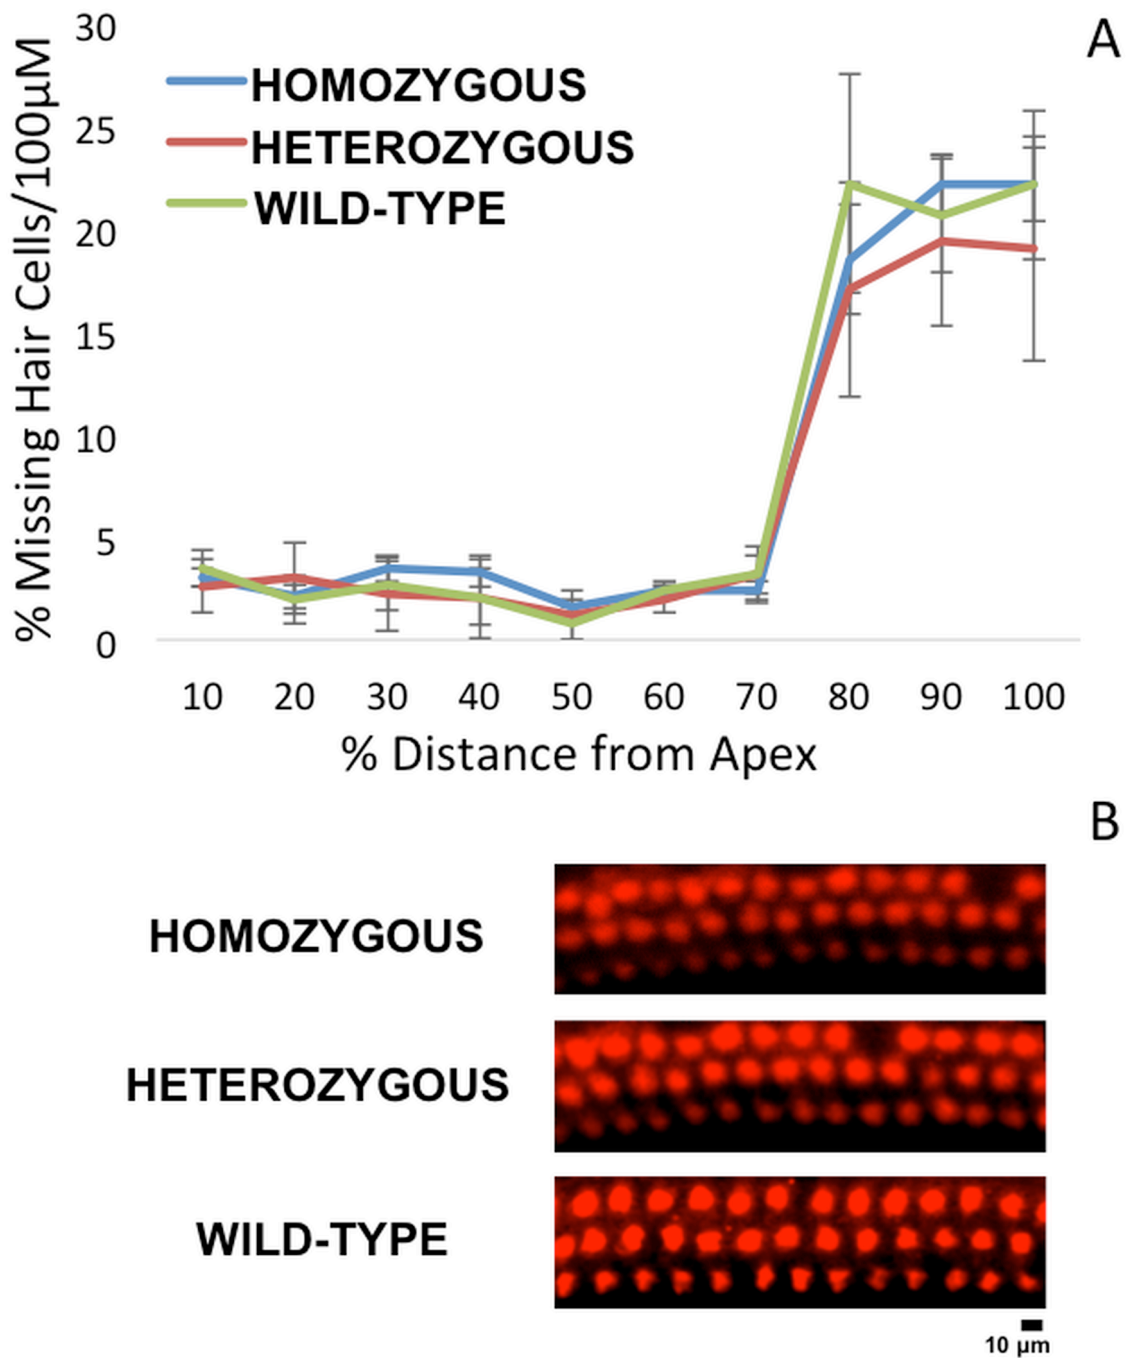 A
30
25
20
15
10
5
0
% Missing Hair Cells/100µM
HOMOZYGOUS
HETEROZYGOUS
WILD-TYPE
10 20 30 40 50 60 70 80 90 100
% Distance from Apex
B
HOMOZYGOUS
HETEROZYGOUS
WILD-TYPE
10 µm